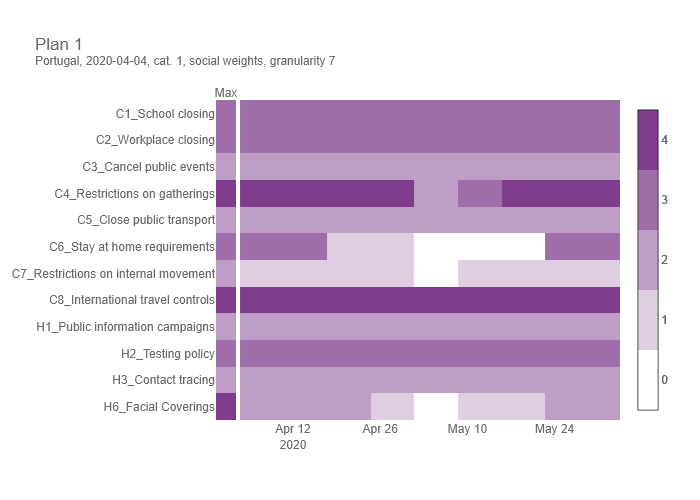 Plan 1
Portugal, 2020-04-04, cat. 1, social weights, granularity 7
Max
C1_School closing
C2_Workplace closing
C3_Cancel public events
C4_Restrictions on gatherings
C5_Close public transport
C6_Stay at home requirements
C7_Restrictions on internal movement
C8_International travel controls
H1_Public information campaigns
H2_Testing policy
H3_Contact tracing
H6_Facial Coverings
Apr 12 Apr 26 May 10 May 24
2020
4
3
2
1
0